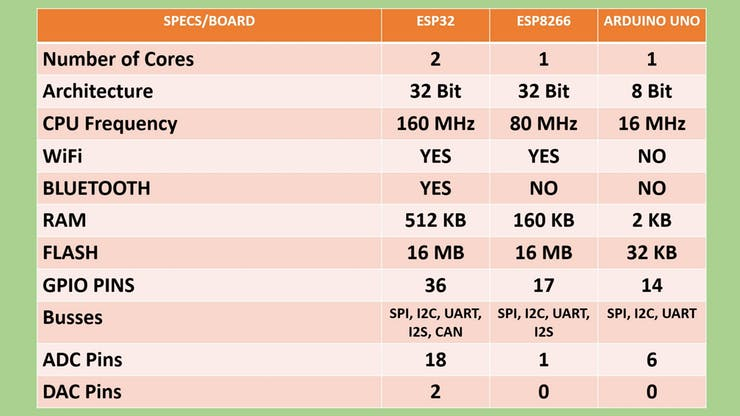 SPECS/BOARD ESP32 ESP8266 ARDUINO UNO
Number of Cores 2 1 1
Architecture 32 Bit 32 Bit 8 Bit
CPU Frequency 160 MHz 80 MHz 16 MHz
WiFi YES YES NO
BLUETOOTH YES NO NO
RAM 512 KB 160 KB 2 KB
FLASH 16 MB 16 MB 32 KB
GPIO PINS 36 17 14
Busses SPI, I2C, UART, SPI, I2C, UART, SPI, I2C, UART
I2S, CAN I2S
ADC Pins 18 1 6
DAC Pins 2 0 0